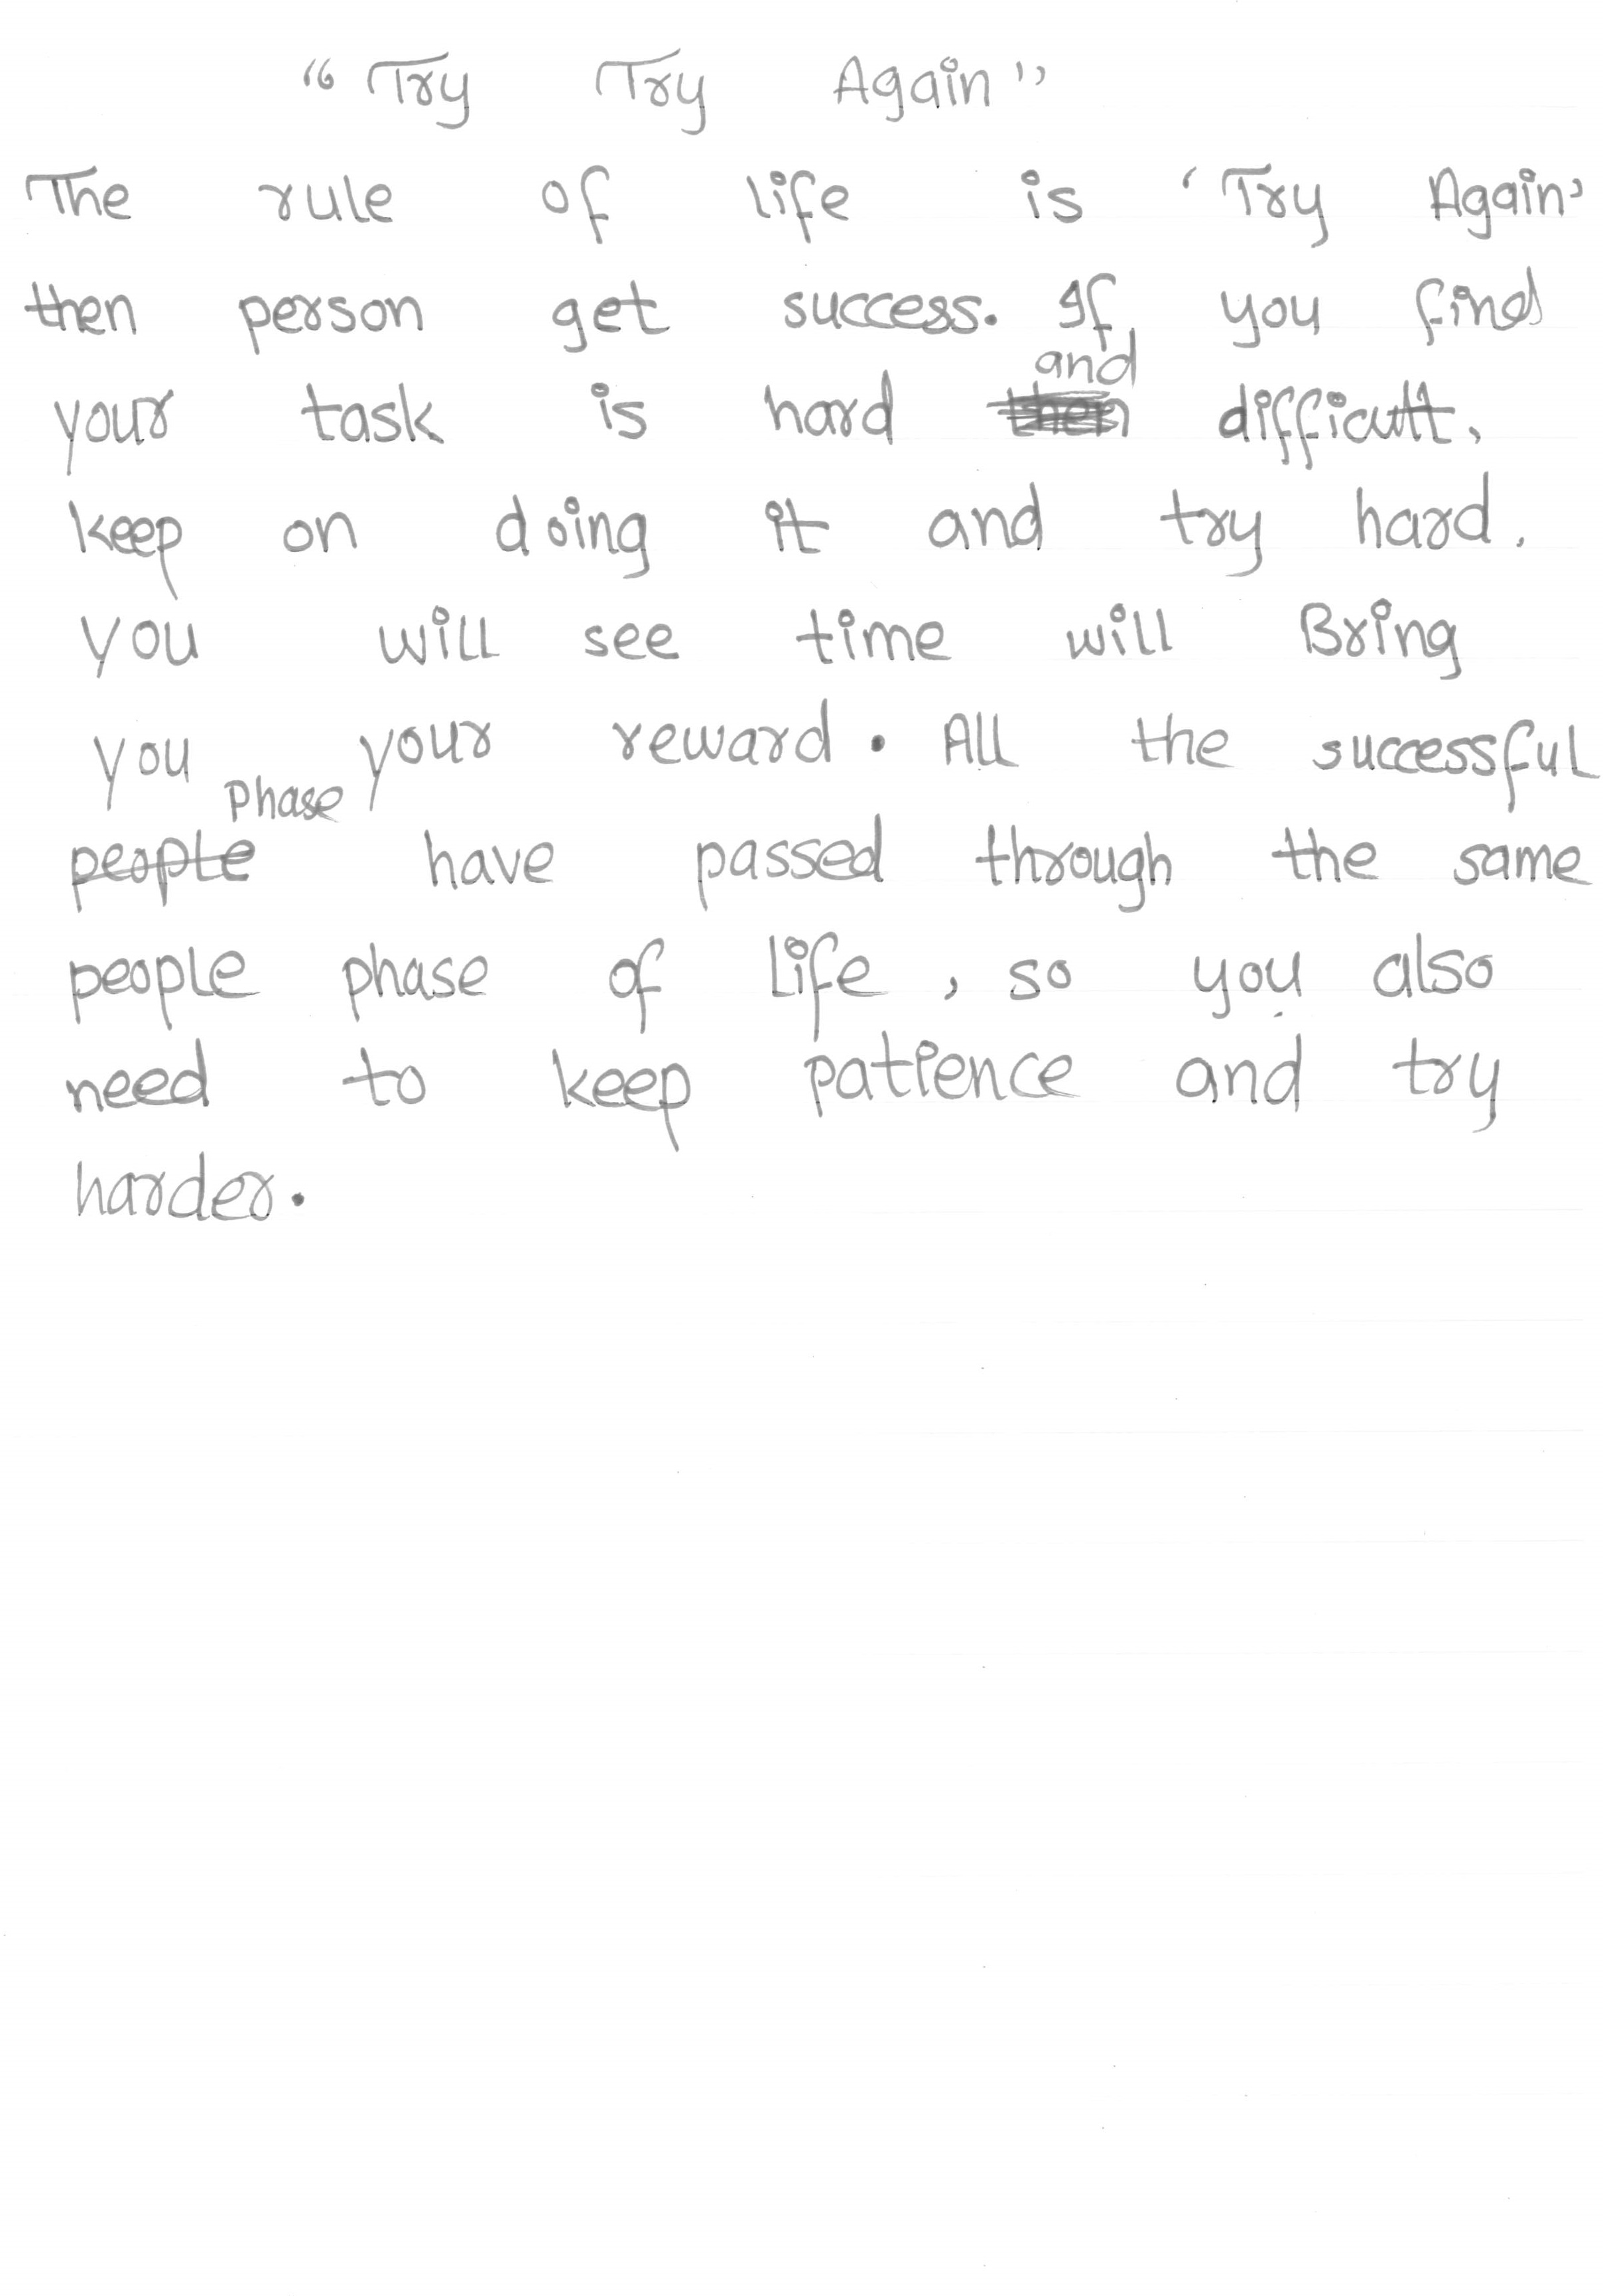 “Try Try Again”
The rule of life is ‘Try Again’
then person get success. If you find
your task is hard and difficult,
keep on doing it and try hard.
you will see time will Bring
you your reward. All the successful
phase have passed through the same
people phase of Life, so you also
need to keep patience and try
harder.